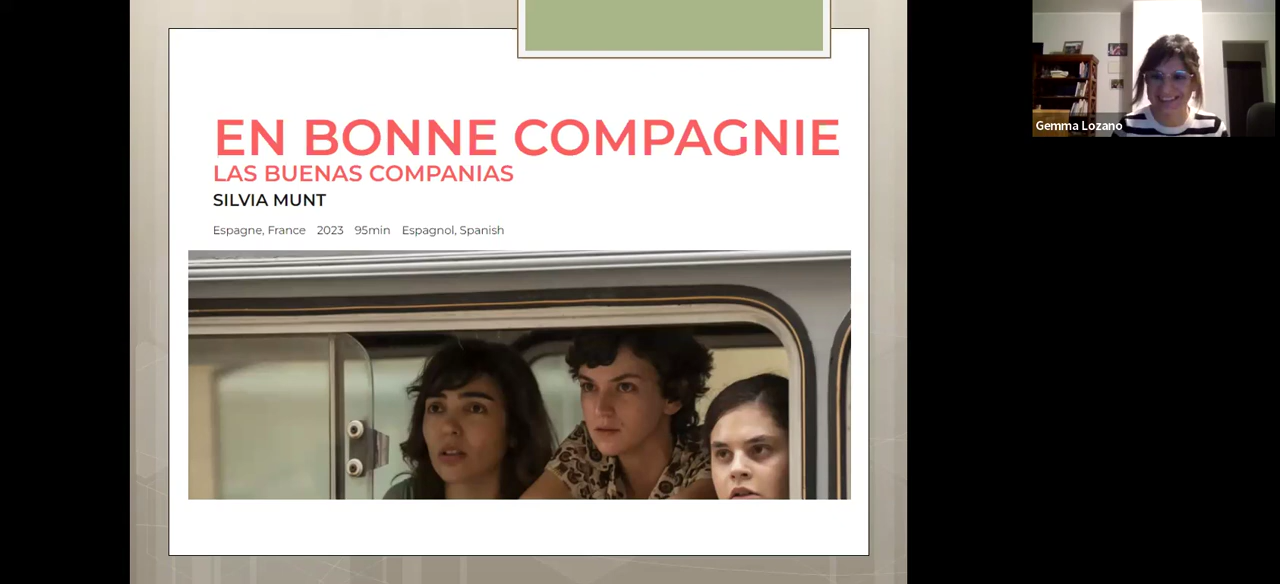 EN BONNE COMPAGNIE
LAS BUENAS COMPANIAS
SILVIA MUNT
Espagne, France 2023 95min Espagnol, Spanish
Gemma Lozano